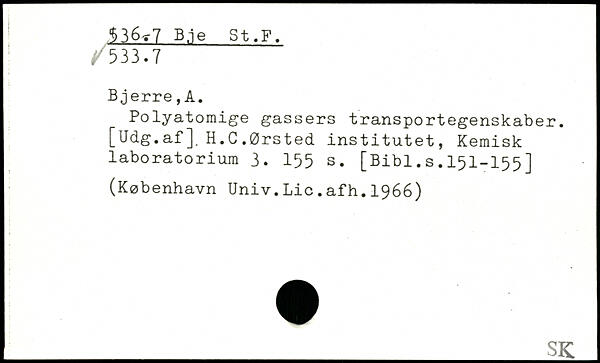 536.7 Bje St.F.
533.7
Bjerre,A.
Polyatomige gassers transportegenskaber.
[Udg.af]. H.C.Ørsted institutet, Kemisk
laboratorium 3. 155 s. [Bibl.s.151-155]
(København Univ.Lic.afh.1966)
SK